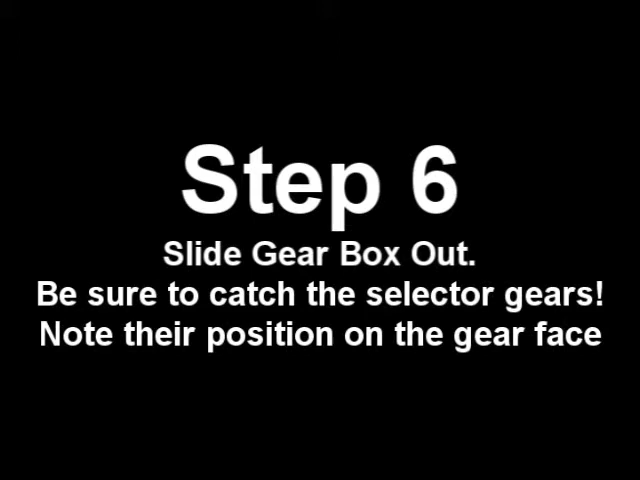 Step 6
Slide Gear Box Out.
Be sure to catch the selector gears!
Note their position on the gear face